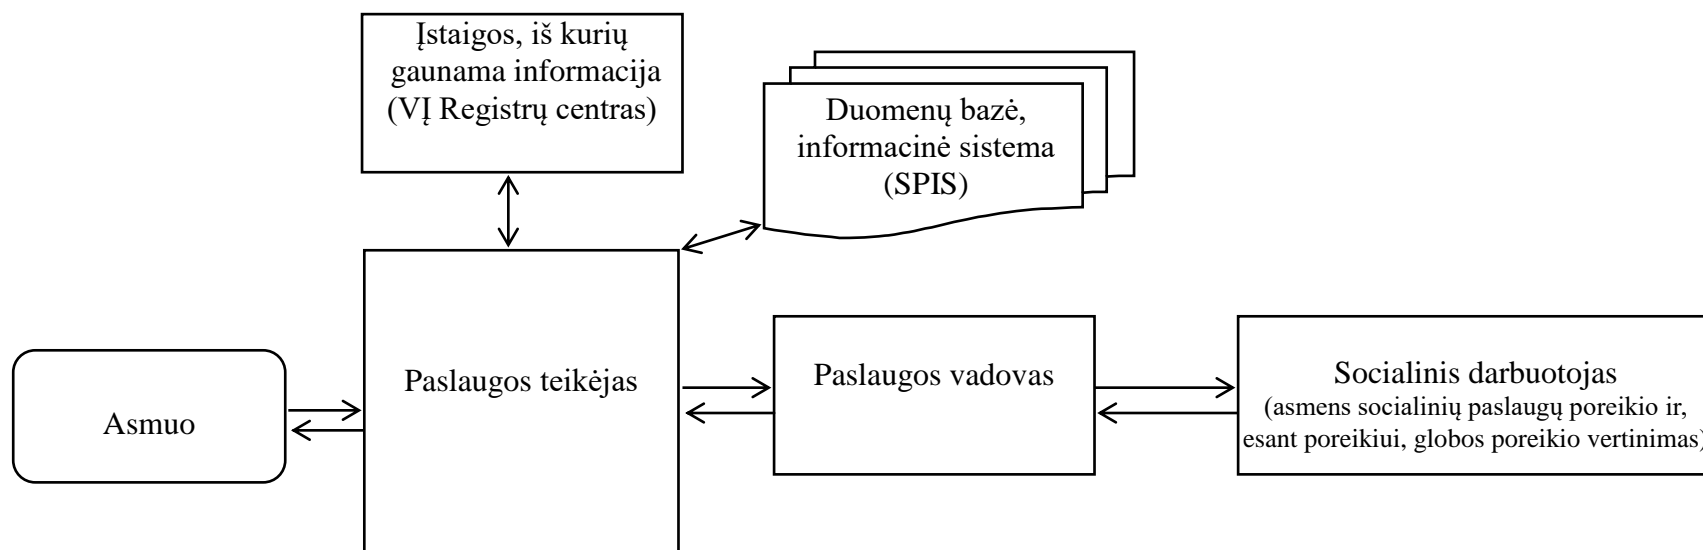 Įstaigos, iš kurių
gaunama informacija
(VĮ Registrų centras)
Duomenų bazė,
informacinė sistema
(SPIS)
Asmuo
Paslaugos teikėjas
Paslaugos vadovas
Socialinis darbuotojas
(asmens socialinių paslaugų poreikio ir,
esant poreikiui, globos poreikio vertinimas)